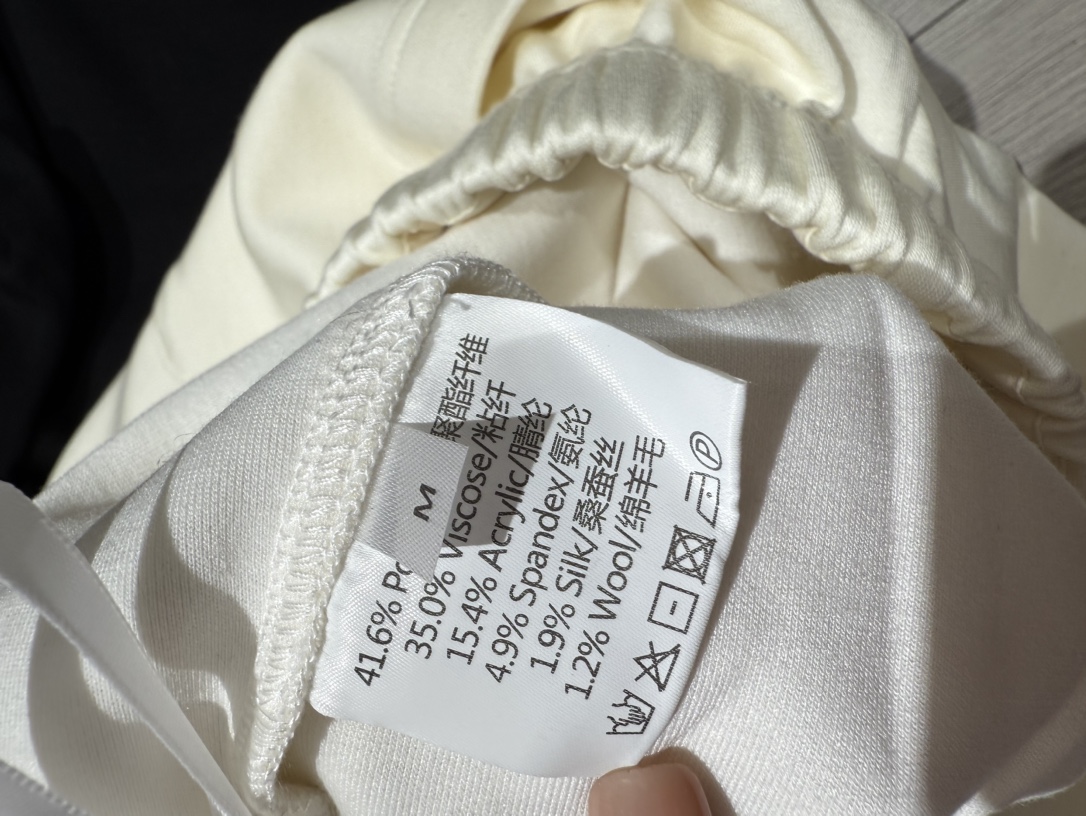 M
41.6% Po 聚酯纤维
35.0% Viscose/粘纤
15.4% Acrylic/腈纶
4.9% Spandex/氨纶
1.9% Silk/桑蚕丝
1.2% Wool/绵羊毛
P